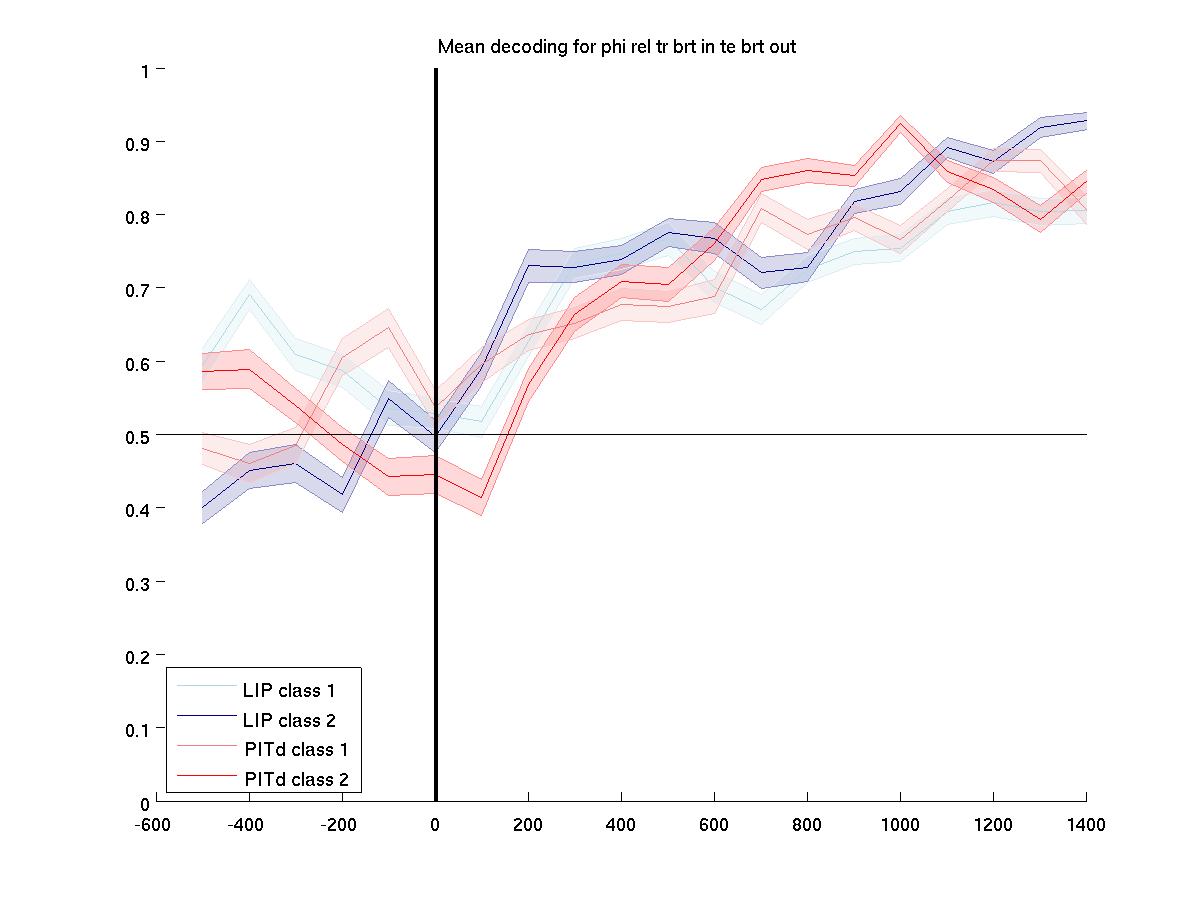 Mean decoding for phi rel tr brt in te brt out
1
0.9
0.8
0.7
0.6
0.5
0.4
0.3
0.2
0.1
0
LIP class 1
LIP class 2
PITd class 1
PITd class 2
-600 -400 -200 0 200 400 600 800 1000 1200 1400